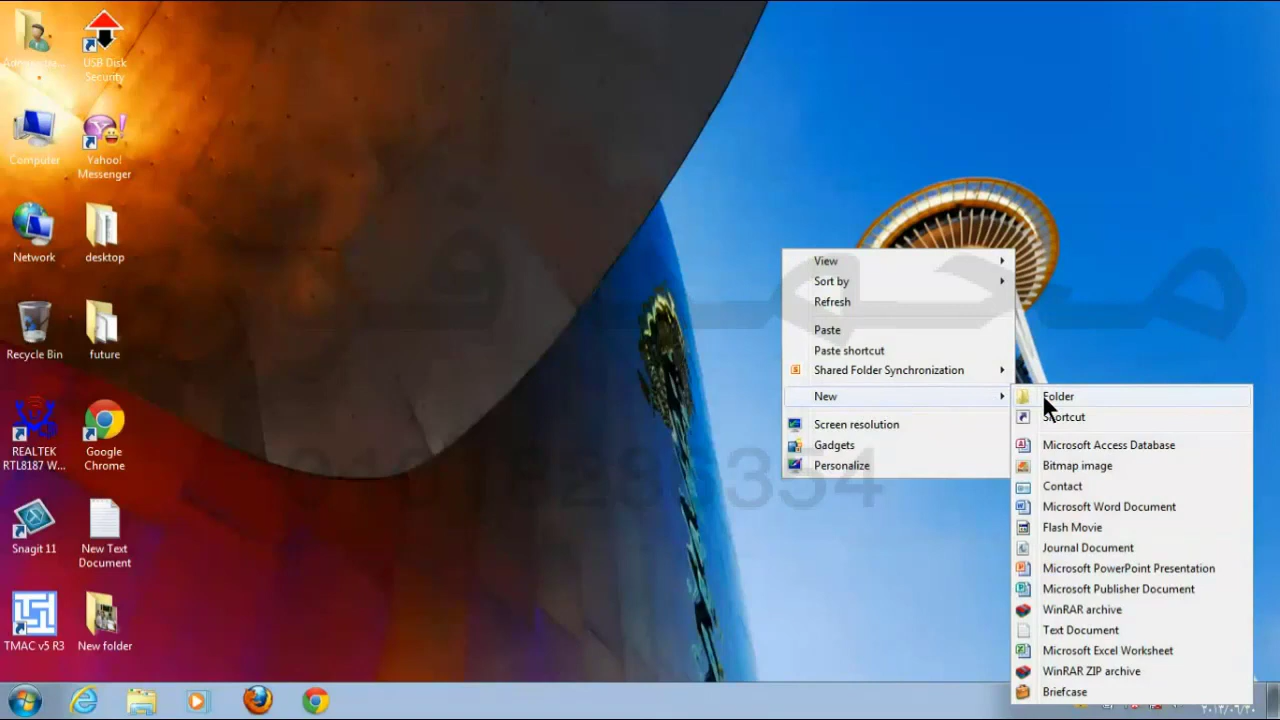 USB Disk
Security
Computer
Yahoo!
Messenger
Network
desktop
Recycle Bin
future
REALTEK
RTL8187 W...
Google
Chrome
Snagit 11
New Text
Document
TMAC v5 R3
New folder
View
Sort by
Refresh
Paste
Paste shortcut
Shared Folder Synchronization
New
Screen resolution
Gadgets
Personalize
Folder
Shortcut
Microsoft Access Database
Bitmap image
Contact
Microsoft Word Document
Flash Movie
Journal Document
Microsoft PowerPoint Presentation
Microsoft Publisher Document
WinRAR archive
Text Document
Microsoft Excel Worksheet
WinRAR ZIP archive
Briefcase